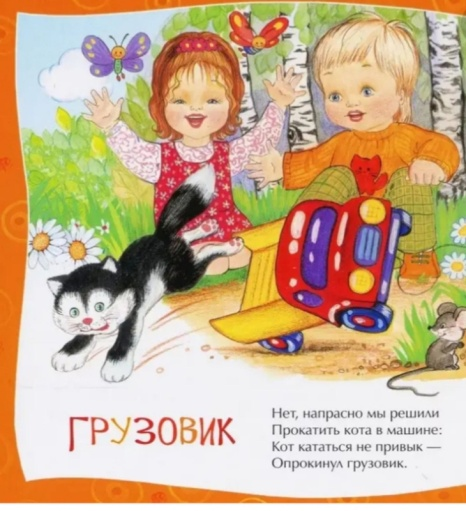 ГРУЗОВИК
Нет, напрасно мы решили
Прокатить кота в машине:
Кот кататься не привык —
Опрокинул грузовик.